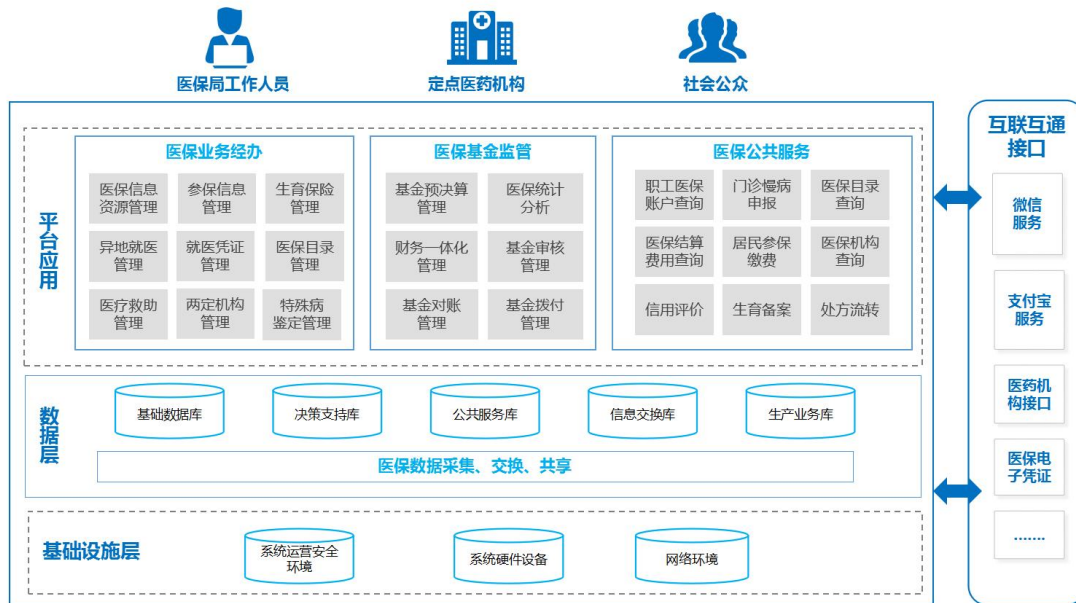 医保局工作人员
定点医药机构
社会公众
平台应用
医保业务经办
医保信息
资源管理
参保信息
管理
生育保险
管理
异地就医
管理
就医凭证
管理
医保目录
管理
医疗救助
管理
两定机构
管理
特殊病
鉴定管理
医保基金监管
基金预决算
管理
医保统计
分析
财务一体化
管理
基金审核
管理
基金对账
管理
基金拨付
管理
医保公共服务
职工医保
账户查询
门诊慢病
申报
医保目录
查询
医保结算
费用查询
居民参保
缴费
医保机构
查询
信用评价
生育备案
处方流转
数据层
基础数据库
决策支持库
公共服务库
信息交换库
生产业务库
医保数据采集、交换、共享
基础设施层
系统运营安全
环境
系统硬件设备
网络环境
互联互通
接口
微信
服务
支付宝
服务
医药机
构接口
医保电
子凭证
.......